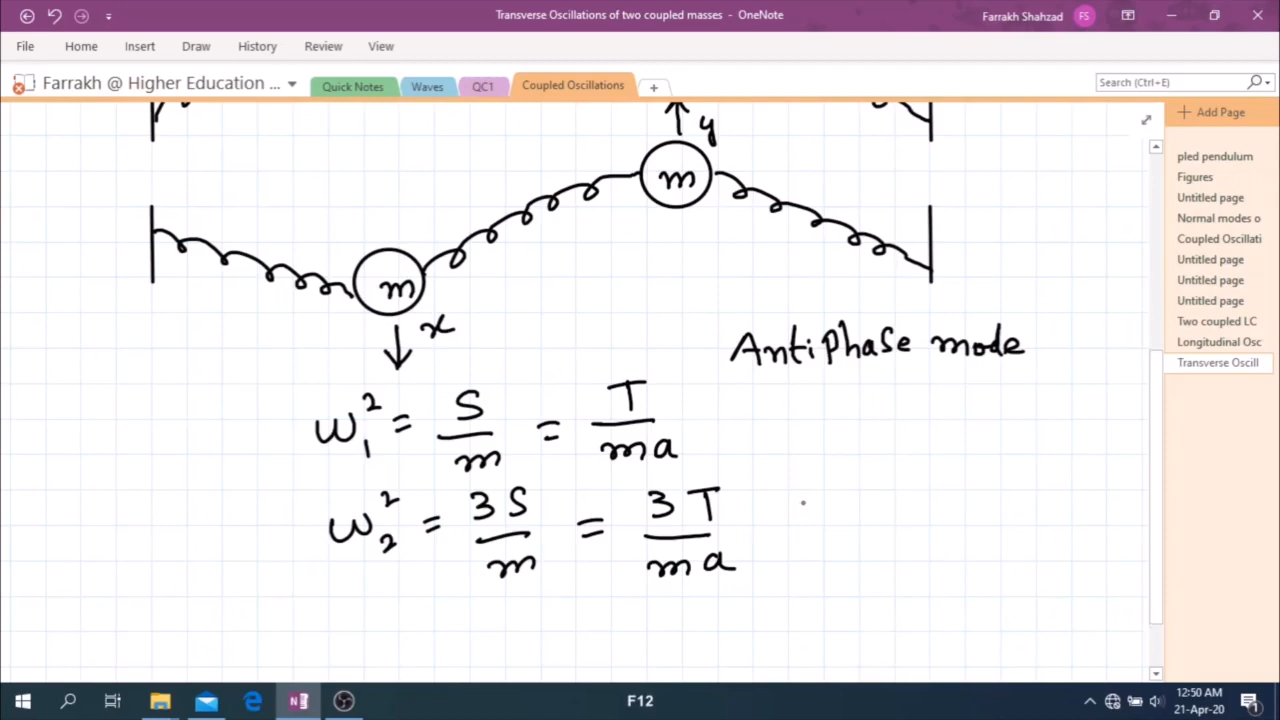 Transverse Oscillations of two coupled masses - OneNote
Farrakh Shahzad FS
File Home Insert Draw History Review View
Farrakh @ Higher Education ... Quick Notes Waves QC1 Coupled Oscillations + Search (Ctrl+E)
+ Add Page
pled pendulum
Figures
Untitled page
Normal modes o
Coupled Oscillati
Untitled page
Untitled page
Untitled page
Two coupled LC
Longitudinal Osc
Transverse Oscill
y
m
m
x
Antiphase mode
ω₁² = S/m = T/ma
ω₂² = 3S/m = 3T/ma
F12
12:50 AM
21-Apr-20
1